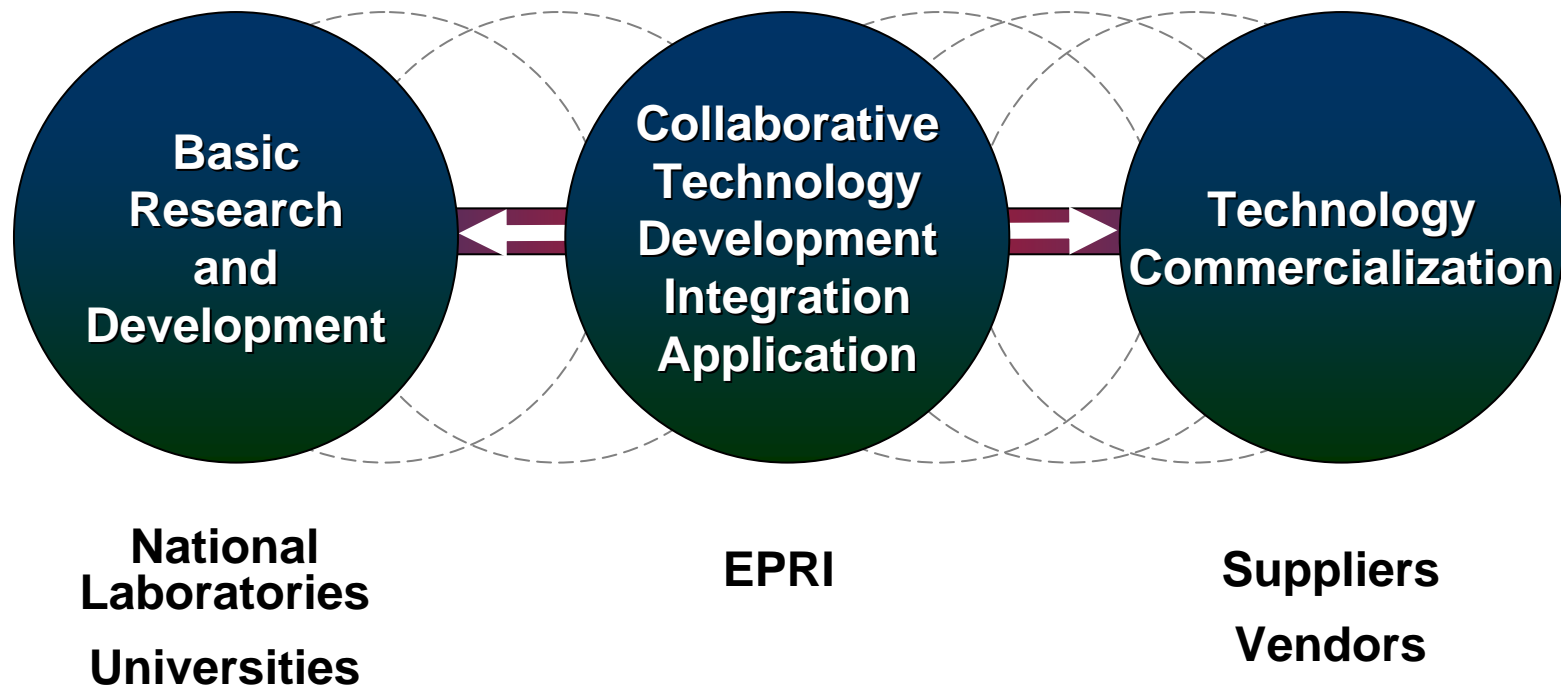 Basic
Research
and
Development
Collaborative
Technology
Development
Integration
Application
Technology
Commercialization
National
Laboratories
Universities
EPRI
Suppliers
Vendors